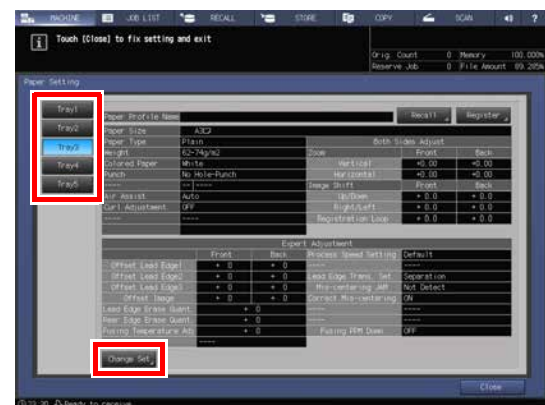 MACHINE JOB LIST RECALL STORE COPY SCAN ?
Touch [Close] to fix setting and exit
Orig. Count 0 Memory 100.000%
Reserve Job 0 File Amount 89.285%
Paper Setting
Tray1
Tray2
Tray3
Tray4
Tray5
Paper Profile Name Recall Register
Paper Size A3
Paper Type Plain Both Sides Adjust
Weight 62-74g/m2 Zoom Front Back
Colored Paper White Vertical +0.00 +0.00
Punch No Hole-Punch Horizontal +0.00 +0.00
---- --|---- Image Shift Front Back
Air Assist Auto Up/Down + 0.0 + 0.0
Curl Adjustment OFF Right/Left + 0.0 + 0.0
---- ---- Registration Loop + 0.0 + 0.0
Expert Adjustment
Front Back Process Speed Setting Default
Offset Lead Edge1 + 0 + 0 ---- ----
Offset Lead Edge2 + 0 + 0 Lead Edge Trans. Set Separation
Offset Lead Edge3 + 0 + 0 Mis-centering JAM Not Detect
Offset Image + 0 + 0 Correct Mis-centering ON
Lead Edge Erase Quant. + 0 ---- ----
Rear Edge Erase Quant. + 0 ---- ----
Fusing Temperature Adj + 0 Fusing PPM Down OFF
----
Change Set
Close
Ready to receive